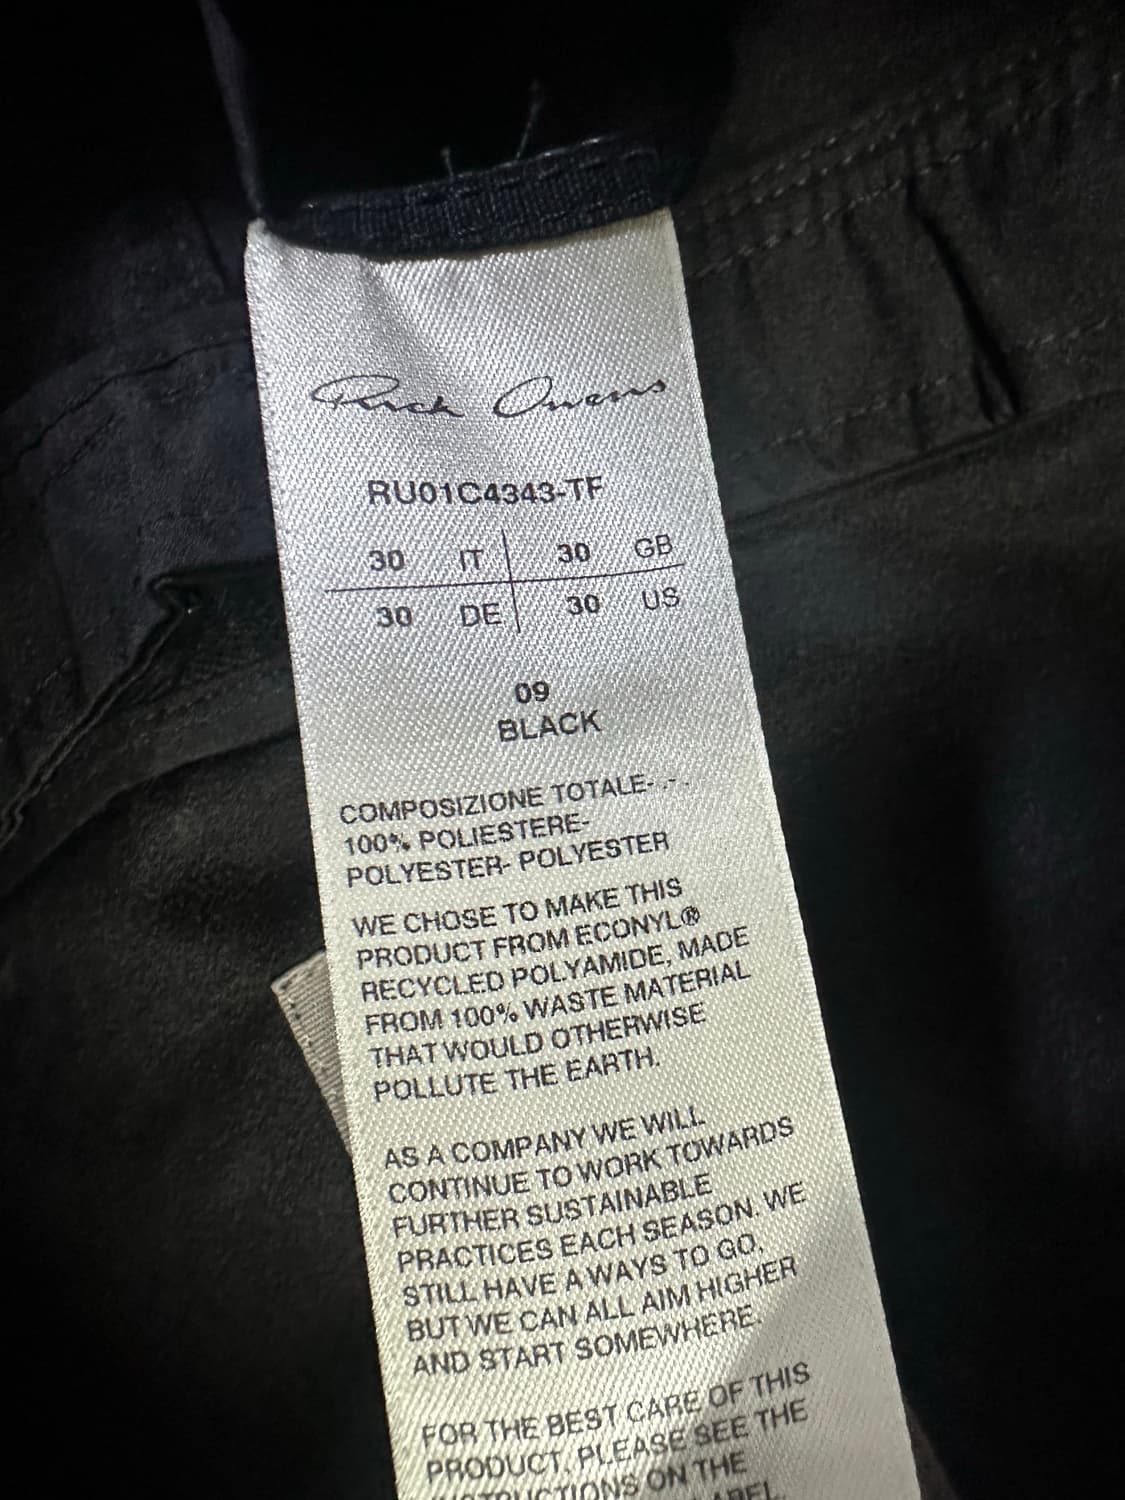 Rick Owens
RU01C4343-TF
30 IT 30 GB
30 DE 30 US
09
BLACK
COMPOSIZIONE TOTALE- .- .
100% POLIESTERE-
POLYESTER- POLYESTER
WE CHOSE TO MAKE THIS
PRODUCT FROM ECONYL®
RECYCLED POLYAMIDE, MADE
FROM 100% WASTE MATERIAL
THAT WOULD OTHERWISE
POLLUTE THE EARTH.
AS A COMPANY WE WILL
CONTINUE TO WORK TOWARDS
FURTHER SUSTAINABLE
PRACTICES EACH SEASON. WE
STILL HAVE A WAYS TO GO,
BUT WE CAN ALL AIM HIGHER
AND START SOMEWHERE.
FOR THE BEST CARE OF THIS
PRODUCT, PLEASE SEE THE
INSTRUCTIONS ON THE
LABEL